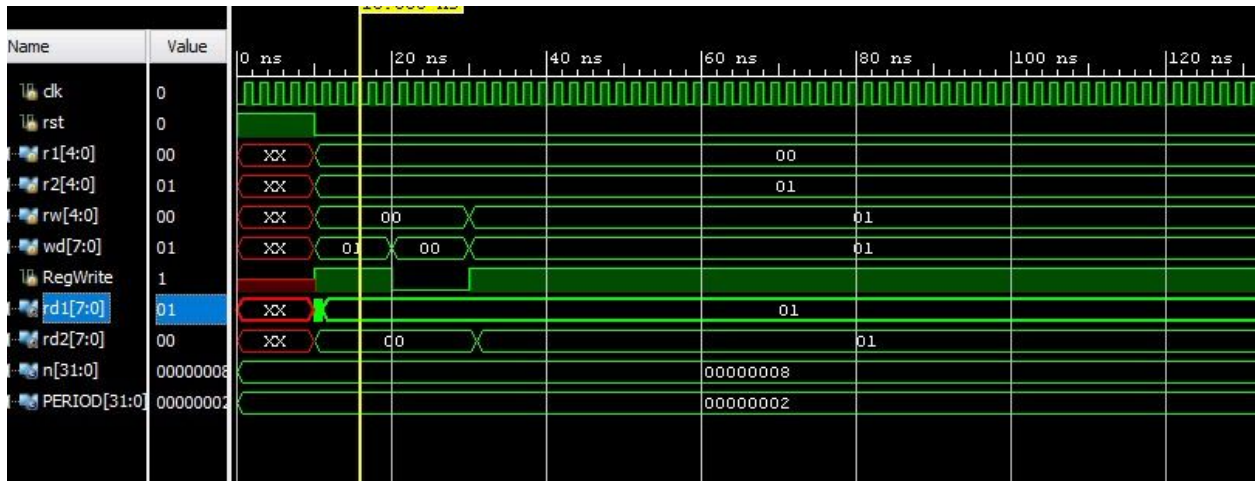 Name Value
0 ns 20 ns 40 ns 60 ns 80 ns 100 ns 120 ns
clk 0
rst 0
r1[4:0] 00 XX 00
r2[4:0] 01 XX 01
rw[4:0] 00 XX 00 01
wd[7:0] 01 XX 01 00 01
RegWrite 1
rd1[7:0] 01 XX 01
rd2[7:0] 00 XX 00 01
n[31:0] 00000008 00000008
PERIOD[31:0] 00000002 00000002